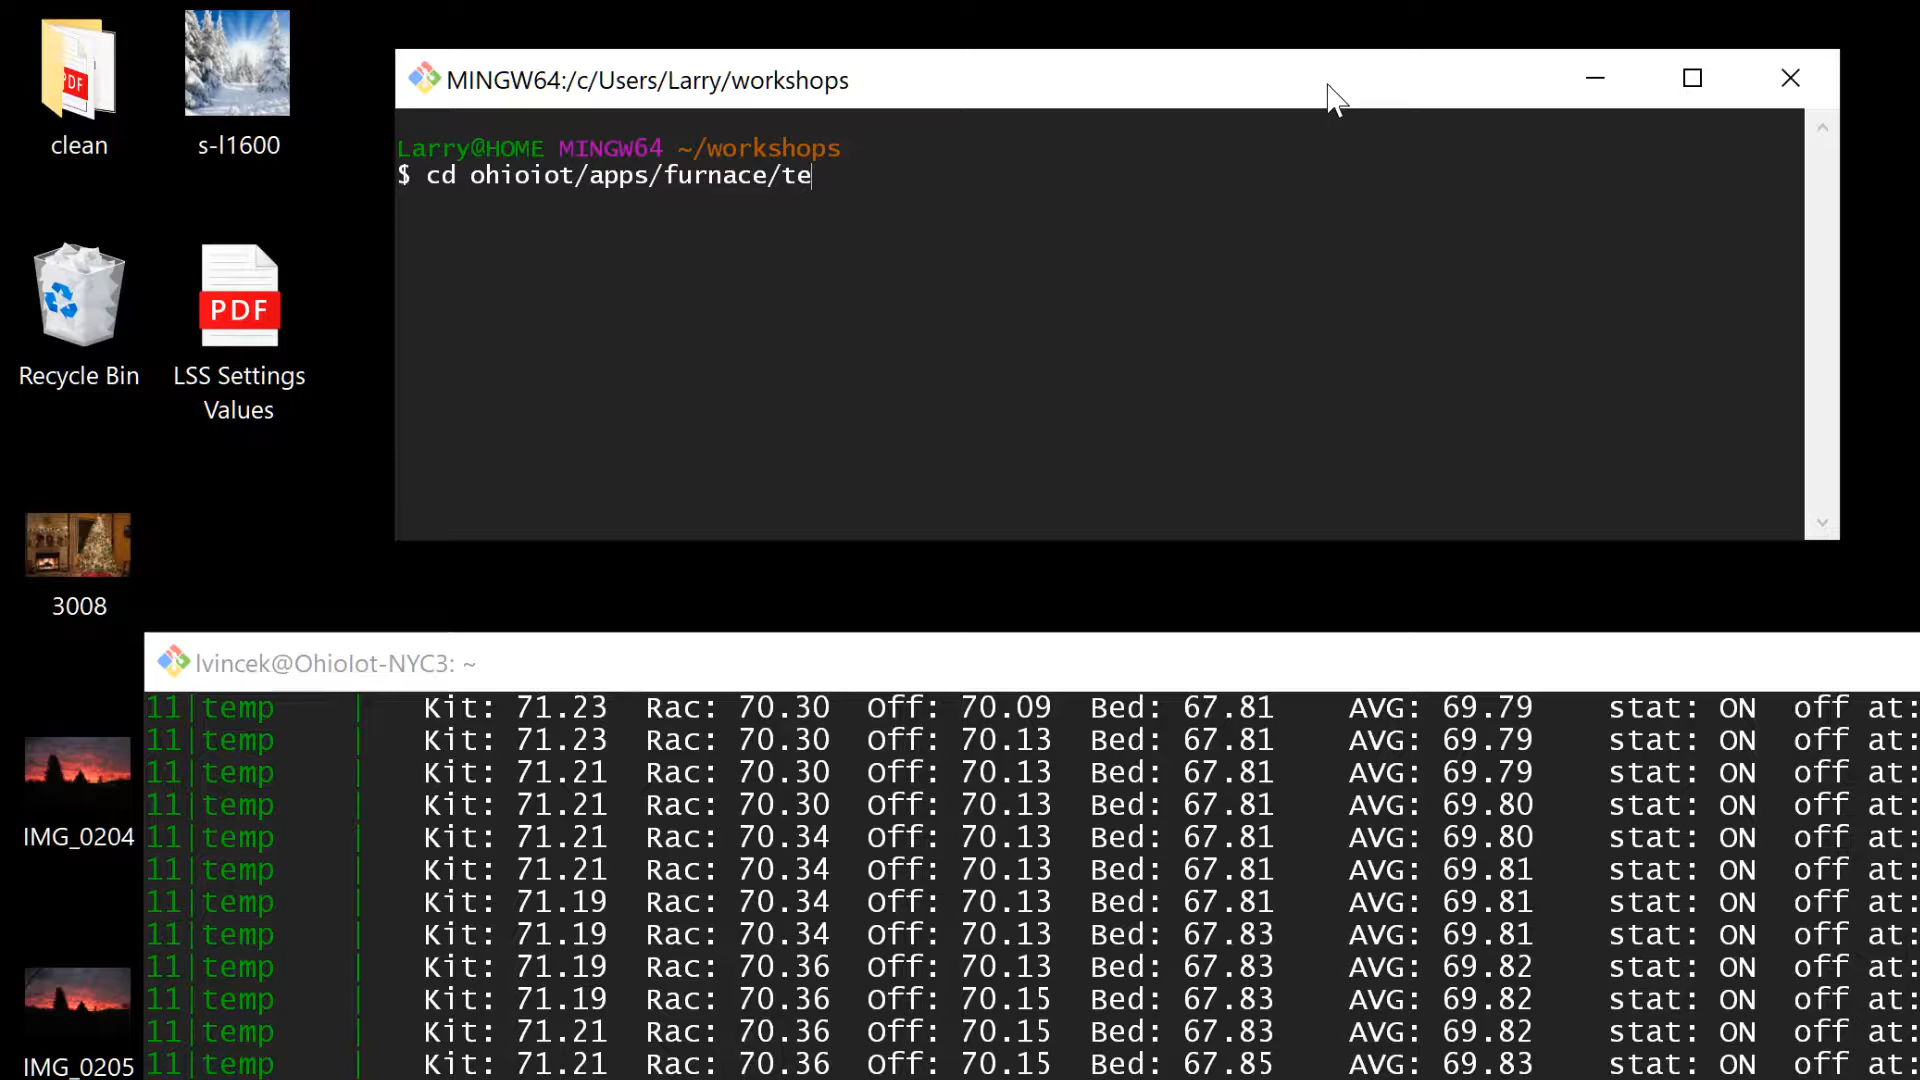 clean
s-l1600
Recycle Bin
PDF
LSS Settings
Values
3008
IMG_0204
IMG_0205
MINGW64:/c/Users/Larry/workshops
Larry@HOME MINGW64 ~/workshops
$ cd ohioiot/apps/furnace/te
lvincek@OhioIot-NYC3: ~
11|temp | Kit: 71.23 Rac: 70.30 Off: 70.09 Bed: 67.81 AVG: 69.79 stat: ON off at:
11|temp Kit: 71.23 Rac: 70.30 Off: 70.13 Bed: 67.81 AVG: 69.79 stat: ON off at:
11|temp Kit: 71.21 Rac: 70.30 Off: 70.13 Bed: 67.81 AVG: 69.79 stat: ON off at:
11|temp Kit: 71.21 Rac: 70.30 Off: 70.13 Bed: 67.81 AVG: 69.80 stat: ON off at:
11|temp Kit: 71.21 Rac: 70.34 Off: 70.13 Bed: 67.81 AVG: 69.80 stat: ON off at:
11|temp Kit: 71.21 Rac: 70.34 Off: 70.13 Bed: 67.81 AVG: 69.81 stat: ON off at:
11|temp | Kit: 71.19 Rac: 70.34 Off: 70.13 Bed: 67.81 AVG: 69.81 stat: ON off at:
11|temp | Kit: 71.19 Rac: 70.34 Off: 70.13 Bed: 67.83 AVG: 69.81 stat: ON off at:
11|temp | Kit: 71.19 Rac: 70.36 Off: 70.13 Bed: 67.83 AVG: 69.82 stat: ON off at:
11|temp | Kit: 71.19 Rac: 70.36 Off: 70.15 Bed: 67.83 AVG: 69.82 stat: ON off at:
11|temp | Kit: 71.21 Rac: 70.36 Off: 70.15 Bed: 67.83 AVG: 69.82 stat: ON off at:
11|temp | Kit: 71.21 Rac: 70.36 Off: 70.15 Bed: 67.85 AVG: 69.83 stat: ON off at: